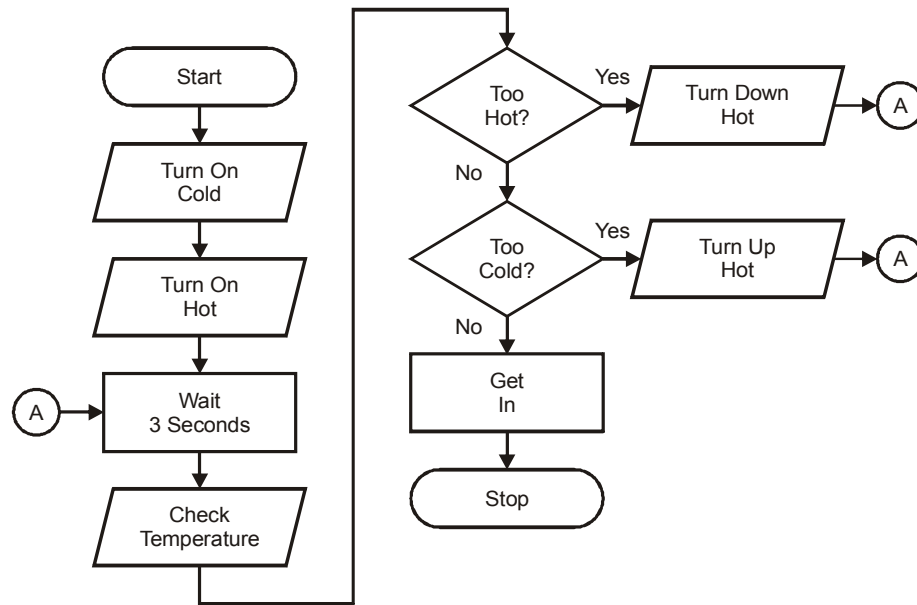 Start
Turn On
Cold
Turn On
Hot
A
Wait
3 Seconds
Check
Temperature
Too
Hot?
Yes
Turn Down
Hot
A
No
Too
Cold?
Yes
Turn Up
Hot
A
No
Get
In
Stop